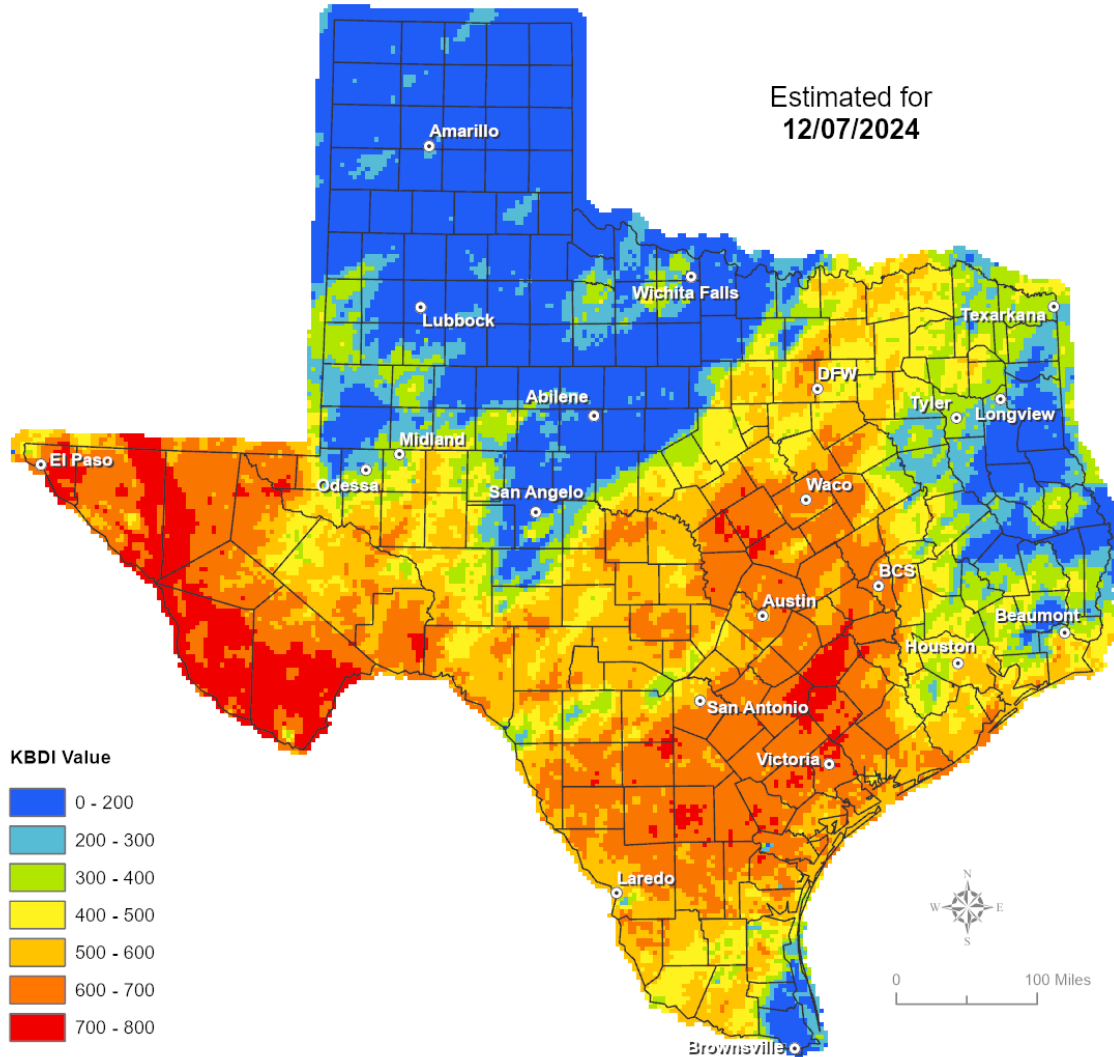 Estimated for
12/07/2024
Amarillo
Wichita Falls
Lubbock
Texarkana
DFW
Abilene
Tyler
Longview
Midland
El Paso
Odessa
San Angelo
Waco
BCS
Austin
Beaumont
Houston
San Antonio
Victoria
Laredo
Brownsville
KBDI Value
0 - 200
200 - 300
300 - 400
400 - 500
500 - 600
600 - 700
700 - 800
N
W E
S
0 100 Miles